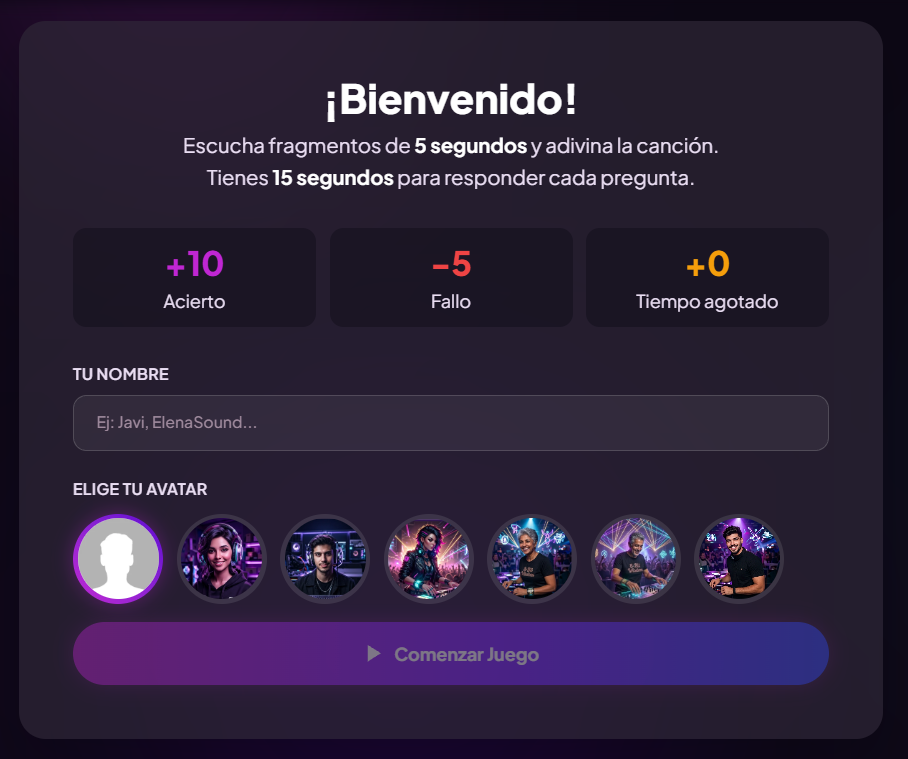 ¡Bienvenido!
Escucha fragmentos de 5 segundos y adivina la canción.
Tienes 15 segundos para responder cada pregunta.
+10
Acierto
-5
Fallo
+0
Tiempo agotado
TU NOMBRE
Ej: Javi, ElenaSound...
ELIGE TU AVATAR
Comenzar Juego